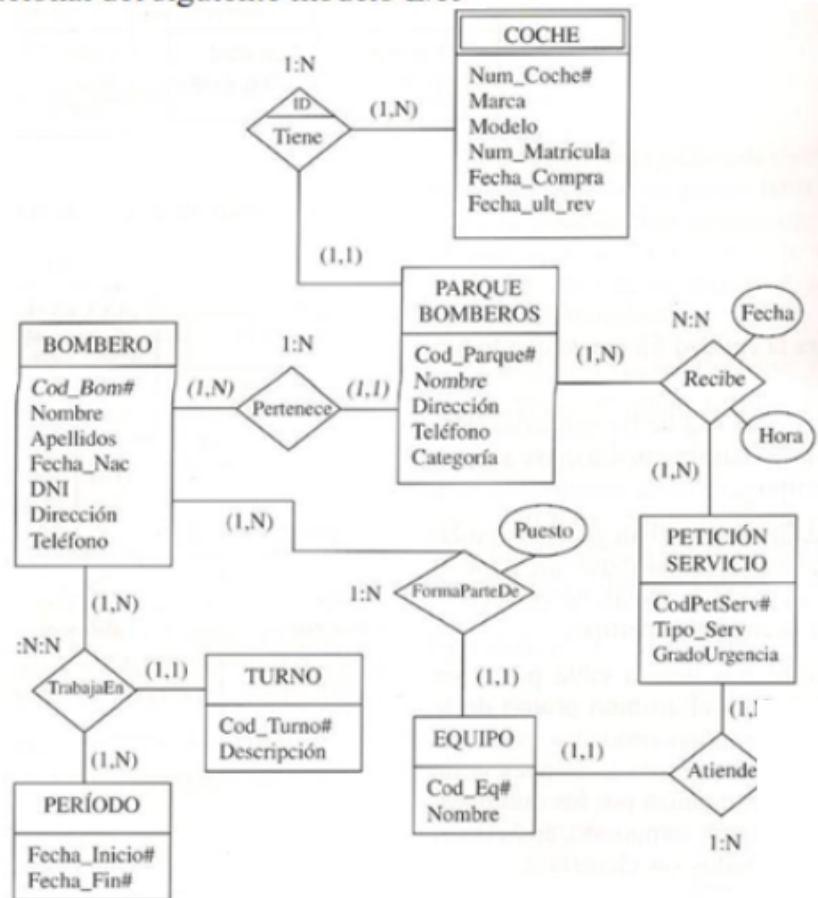 del siguiente modelo E/R
COCHE
Num_Coche#
Marca
Modelo
Num_Matrícula
Fecha_Compra
Fecha_ult_rev
1:N
ID
Tiene
(1,N)
(1,1)
PARQUE
BOMBEROS
Cod_Parque#
Nombre
Dirección
Teléfono
Categoría
N:N
Fecha
(1,N)
Recibe
Hora
(1,N)
BOMBERO
Cod_Bom#
Nombre
Apellidos
Fecha_Nac
DNI
Dirección
Teléfono
1:N
(1,N)
Pertenece
(1,1)
(1,N)
Puesto
1:N
FormaParteDe
(1,1)
PETICIÓN
SERVICIO
CodPetServ#
Tipo_Serv
GradoUrgencia
(1,N)
:N:N
TrabajaEn
(1,1)
TURNO
Cod_Turno#
Descripción
(1,N)
PERÍODO
Fecha_Inicio#
Fecha_Fin#
EQUIPO
Cod_Eq#
Nombre
(1,1)
Atiende
1:N